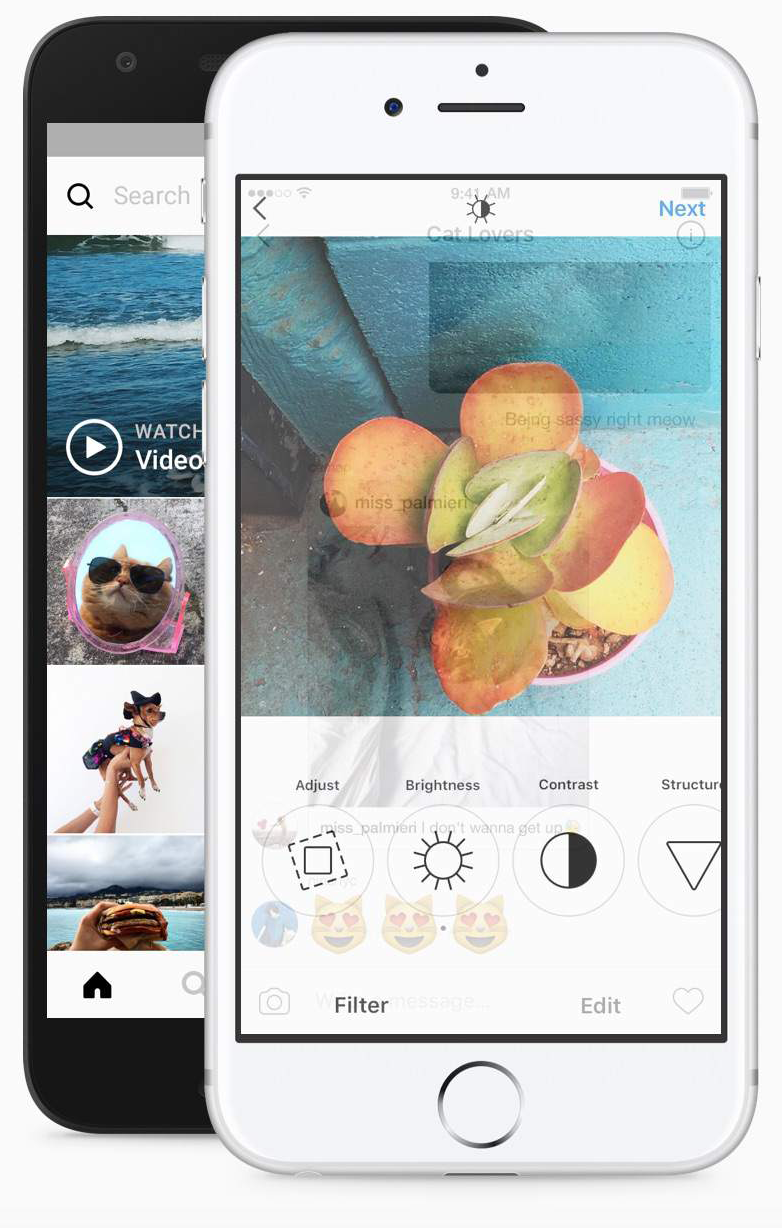 Search
WATCH
Video
9:41 AM
Next
Cat Lovers
Being sassy right meow
miss_palmieri
Adjust
Brightness
Contrast
Structure
miss_palmieri I don't wanna get up
message...
Filter
Edit